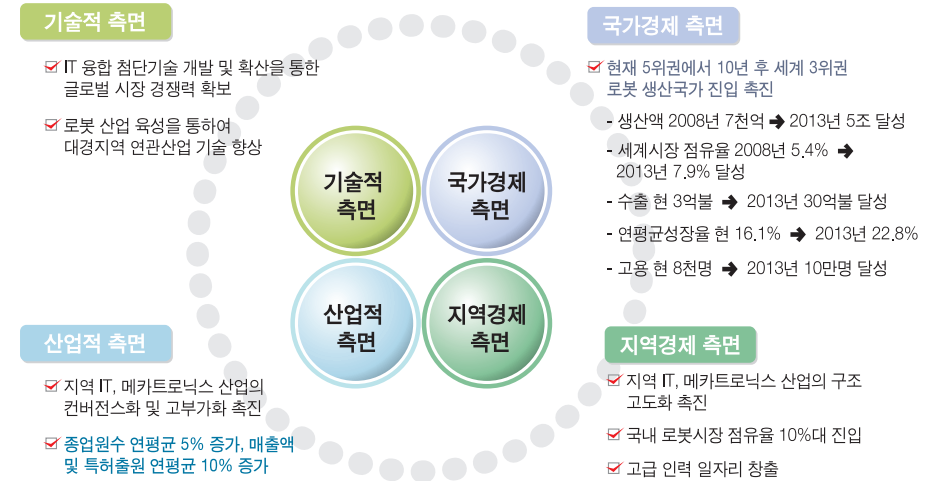 기술적 측면
IT 융합 첨단기술 개발 및 확산을 통한
글로벌 시장 경쟁력 확보
로봇 산업 육성을 통하여
대경지역 연관산업 기술 향상
국가경제 측면
현재 5위권에서 10년 후 세계 3위권
로봇 생산국가 진입 촉진
- 생산액 2008년 7천억 ➔ 2013년 5조 달성
- 세계시장 점유율 2008년 5.4% ➔
2013년 7.9% 달성
- 수출 현 3억불 ➔ 2013년 30억불 달성
- 연평균성장율 현 16.1% ➔ 2013년 22.8%
- 고용 현 8천명 ➔ 2013년 10만명 달성
기술적
측면
국가경제
측면
산업적
측면
지역경제
측면
산업적 측면
지역 IT, 메카트로닉스 산업의
컨버전스화 및 고부가화 촉진
종업원수 연평균 5% 증가, 매출액
및 특허출원 연평균 10% 증가
지역경제 측면
지역 IT, 메카트로닉스 산업의 구조
고도화 촉진
국내 로봇시장 점유율 10%대 진입
고급 인력 일자리 창출